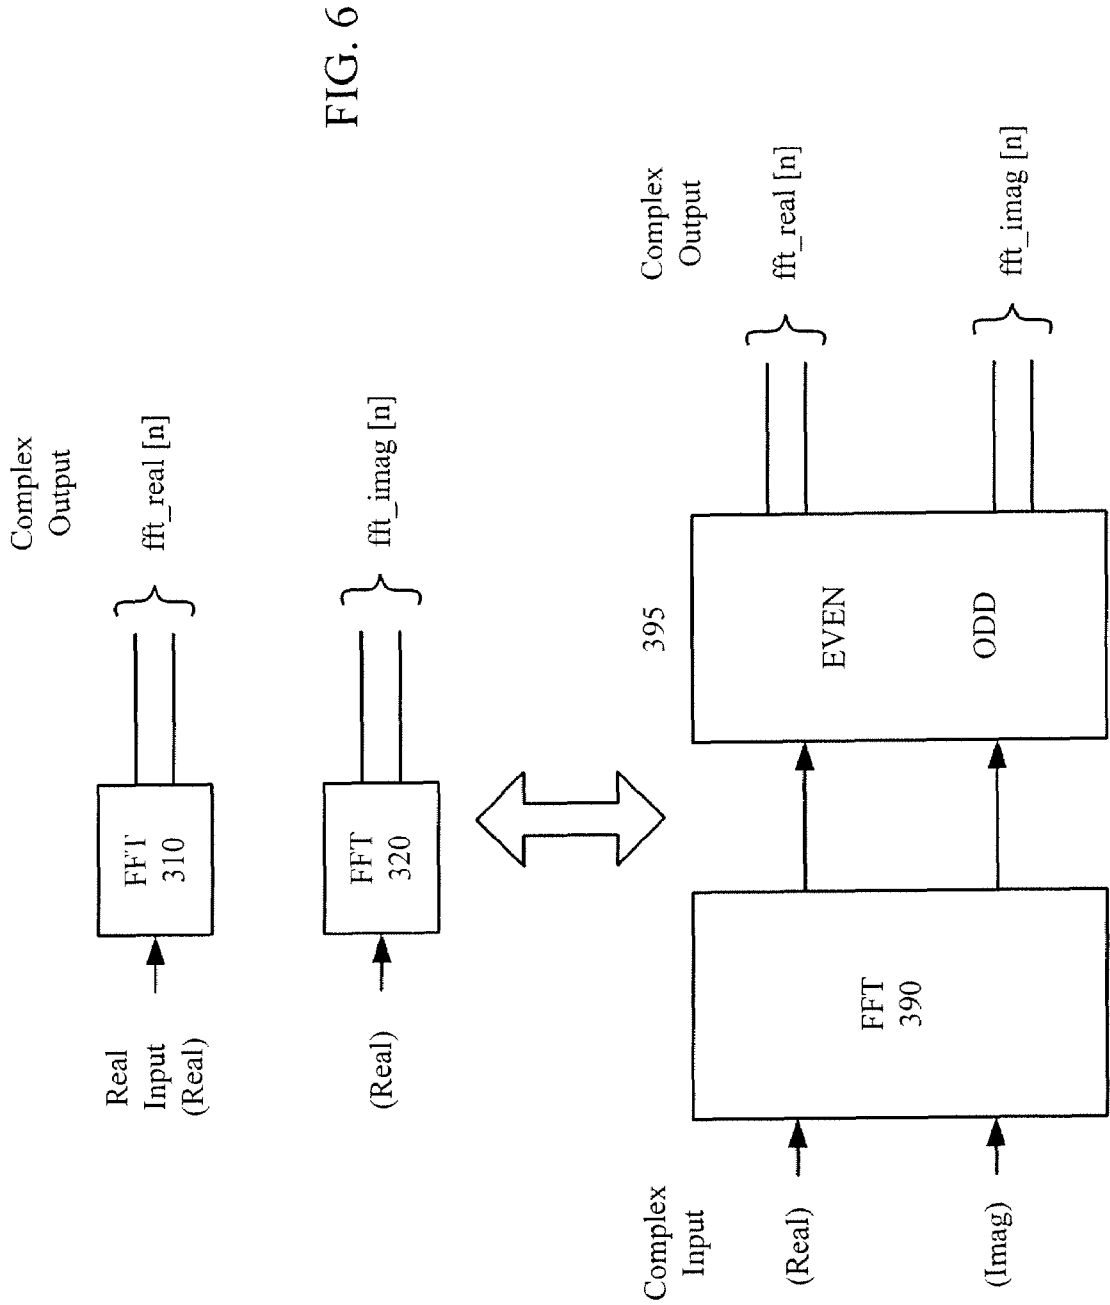 Complex
Output
Real
Input
(Real)
FFT
310
fft_real [n]
(Real)
FFT
320
fft_imag [n]
FIG. 6
Complex
Input
395
Complex
Output
(Real)
FFT
390
EVEN
fft_real [n]
(Imag)
ODD
fft_imag [n]